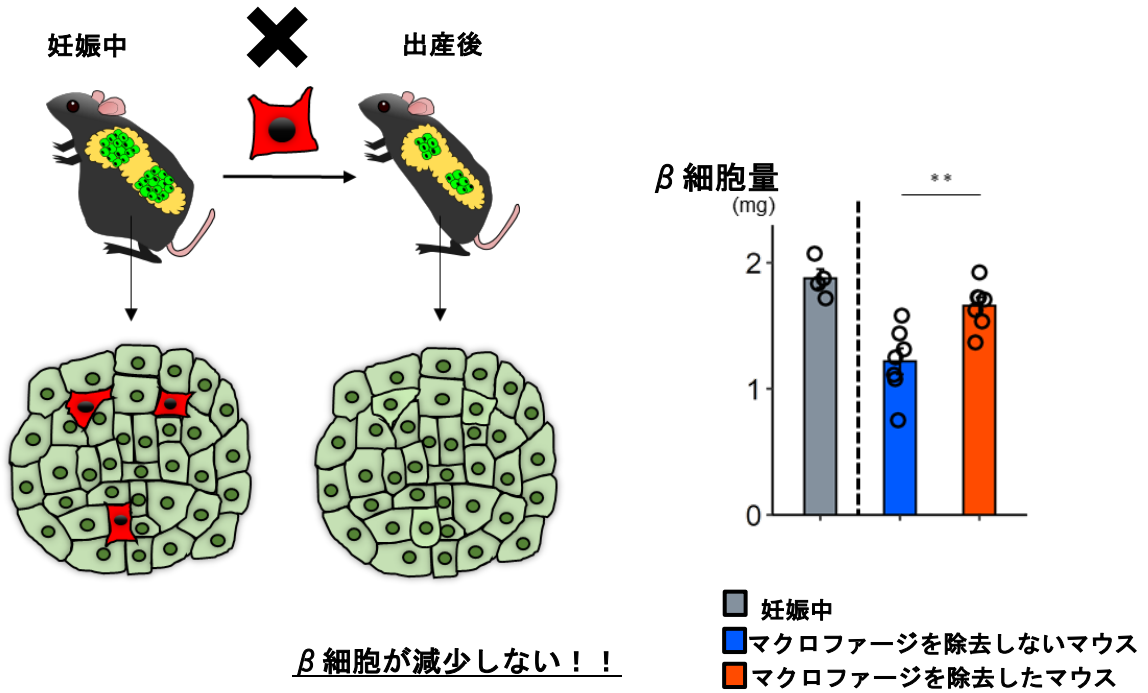 妊娠中
出産後
β細胞が減少しない！！
β細胞量
(mg)
**
2
1
0
妊娠中
マクロファージを除去しないマウス
マクロファージを除去したマウス